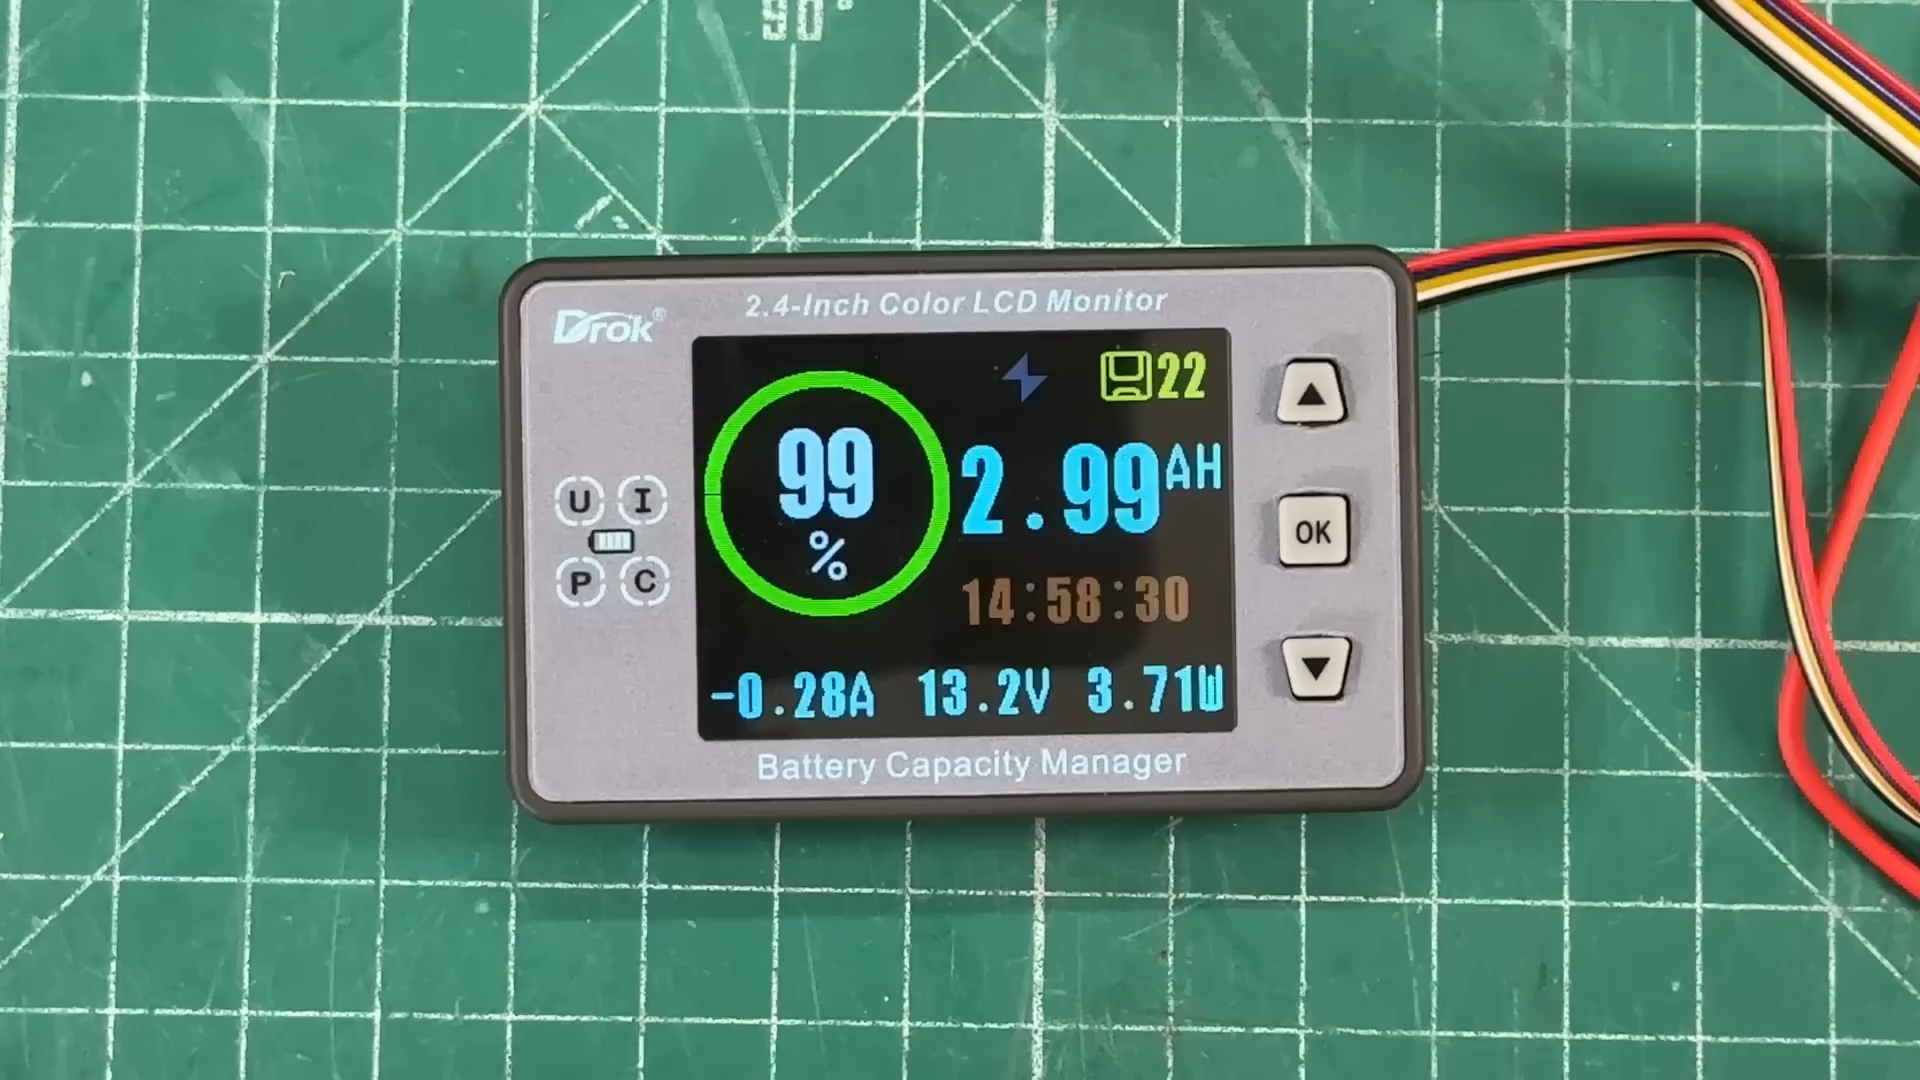 90°
Drok®
2.4-Inch Color LCD Monitor
22
99
%
2.99AH
14:58:30
-0.28A 13.2V 3.71W
U I
P C
OK
Battery Capacity Manager